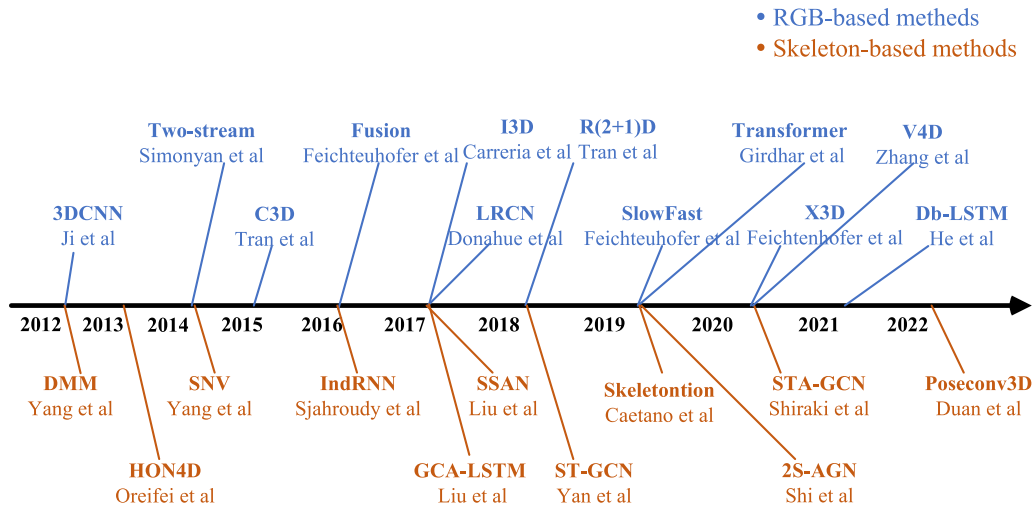 • RGB-based metheds
• Skeleton-based methods
Two-stream
Simonyan et al
Fusion
Feichteuhofer et al
I3D
Carreria et al
R(2+1)D
Tran et al
Transformer
Girdhar et al
V4D
Zhang et al
3DCNN
Ji et al
C3D
Tran et al
LRCN
Donahue et al
SlowFast
Feichteuhofer et al
X3D
Feichtenhofer et al
Db-LSTM
He et al
2012 2013 2014 2015 2016 2017 2018 2019 2020 2021 2022
DMM
Yang et al
SNV
Yang et al
IndRNN
Sjahroudy et al
SSAN
Liu et al
Skeletontion
Caetano et al
STA-GCN
Shiraki et al
Poseconv3D
Duan et al
HON4D
Oreifei et al
GCA-LSTM
Liu et al
ST-GCN
Yan et al
2S-AGN
Shi et al